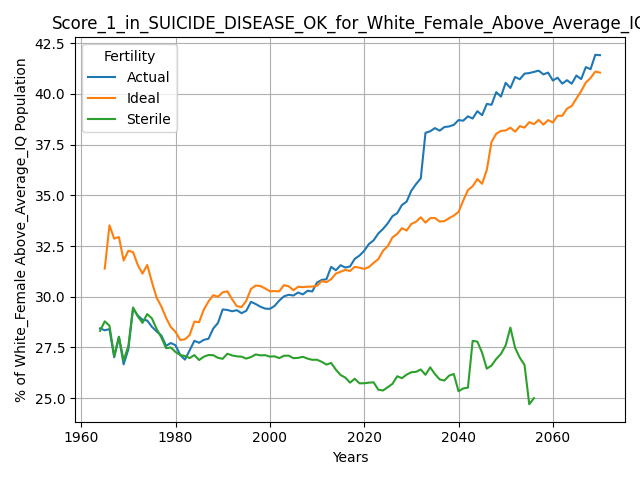 Score_1_in_SUICIDE_DISEASE_OK_for_White_Female_Above_Average_IQ
% of White_Female Above_Average_IQ Population
42.5
40.0
37.5
35.0
32.5
30.0
27.5
25.0
Fertility
Actual
Ideal
Sterile
1960
1980
2000
2020
2040
2060
Years